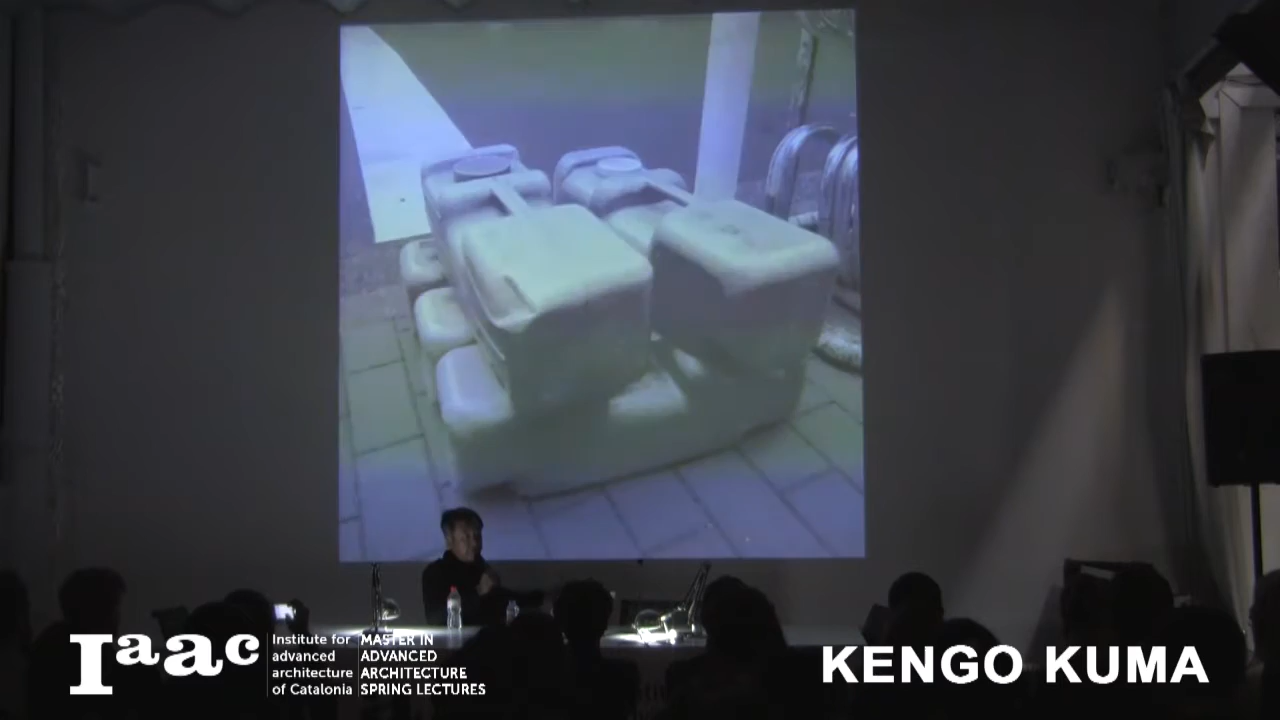 Iaac
Institute for
advanced
architecture
of Catalonia
MASTER IN
ADVANCED
ARCHITECTURE
SPRING LECTURES
KENGO KUMA